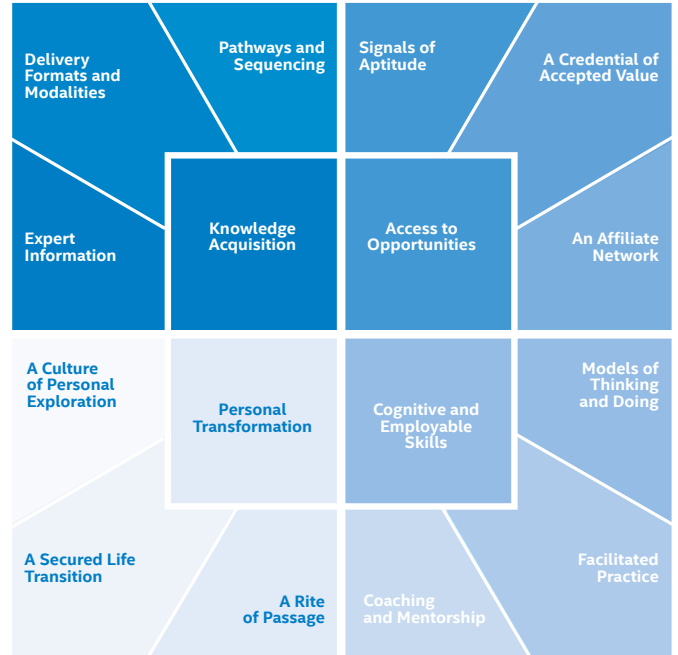 Delivery
Formats and
Modalities
Pathways and
Sequencing
Signals of
Aptitude
A Credential of
Accepted Value
Expert
Information
Knowledge
Acquisition
Access to
Opportunities
An Affiliate
Network
A Culture
of Personal
Exploration
Personal
Transformation
Cognitive and
Employable
Skills
Models of
Thinking
and Doing
A Secured Life
Transition
A Rite
of Passage
Coaching
and Mentorship
Facilitated
Practice